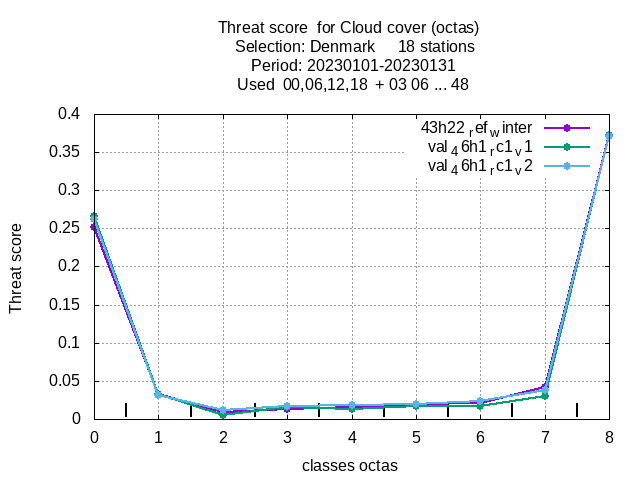 Threat score  for Cloud cover (octas)
Selection: Denmark     18 stations
Period: 20230101-20230131
Used  00,06,12,18  + 03 06 ... 48
43h22_ref_winter
val_46h1_rc1_v1
val_46h1_rc1_v2
0.4
0.35
0.3
0.25
0.2
0.15
0.1
0.05
0
Threat score
0 1 2 3 4 5 6 7 8
classes octas